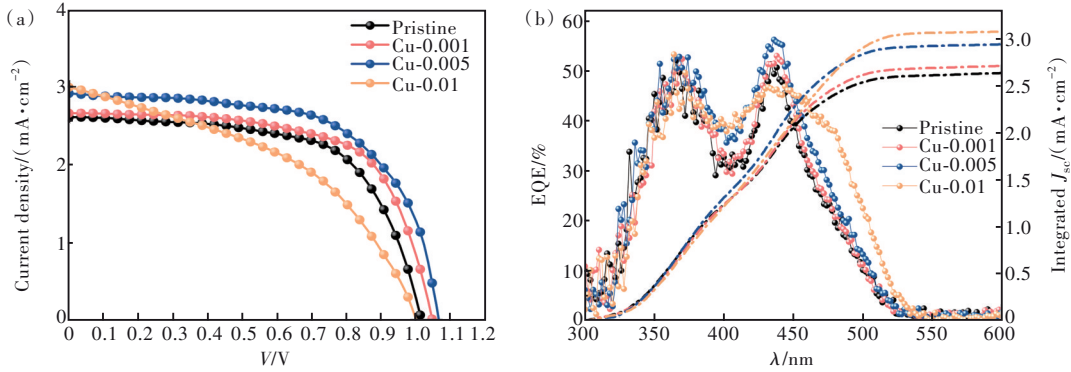 (a)
4
3
2
1
0
Current density/(mA·cm⁻²)
Pristine
Cu-0.001
Cu-0.005
Cu-0.01
0 0.1 0.2 0.3 0.4 0.5 0.6 0.7 0.8 0.9 1.0 1.1 1.2
V/V
(b)
60
50
40
30
20
10
0
EQE/%
Pristine
Cu-0.001
Cu-0.005
Cu-0.01
3.0
2.5
2.0
1.5
1.0
0.5
0
Integrated Jsc/(mA·cm⁻²)
300 350 400 450 500 550 600
λ/nm